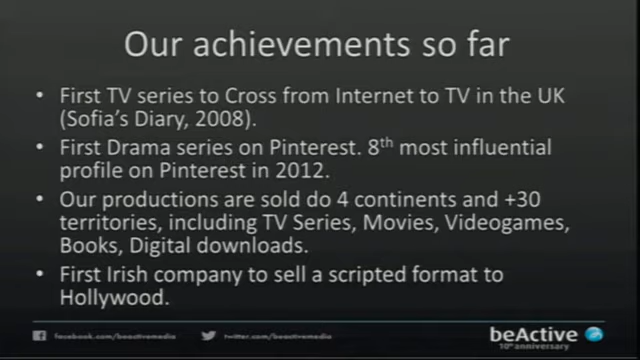 Our achievements so far
• First TV series to Cross from Internet to TV in the UK
(Sofia's Diary, 2008).
• First Drama series on Pinterest. 8th most influential
profile on Pinterest in 2012.
• Our productions are sold do 4 continents and +30
territories, including TV Series, Movies, Videogames,
Books, Digital downloads.
• First Irish company to sell a scripted format to
Hollywood.
facebook.com/beactivemedia twitter.com/beactivemedia
beActive
10th anniversary